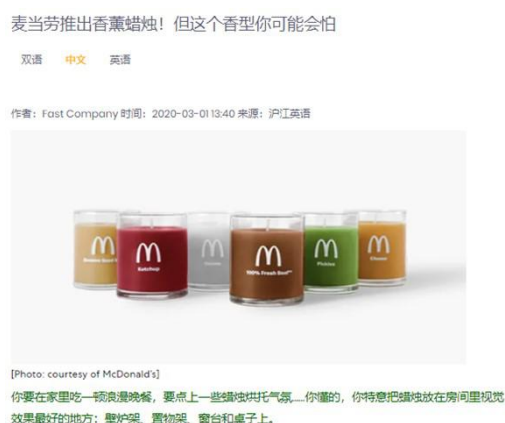 麦当劳推出香薰蜡烛！但这个香型你可能会怕
双语 中文 英语
作者：Fast Company 时间：2020-03-01 13:40 来源：沪江英语
Ketchup
100% Fresh Beef
Pickles
Cheese
[Photo: courtesy of McDonald's]
你要在家里吃一顿浪漫晚餐，要点上一些蜡烛烘托气氛……你懂的，你特意把蜡烛放在房间里视觉
效果最好的地方：壁炉架、置物架、窗台和桌子上。